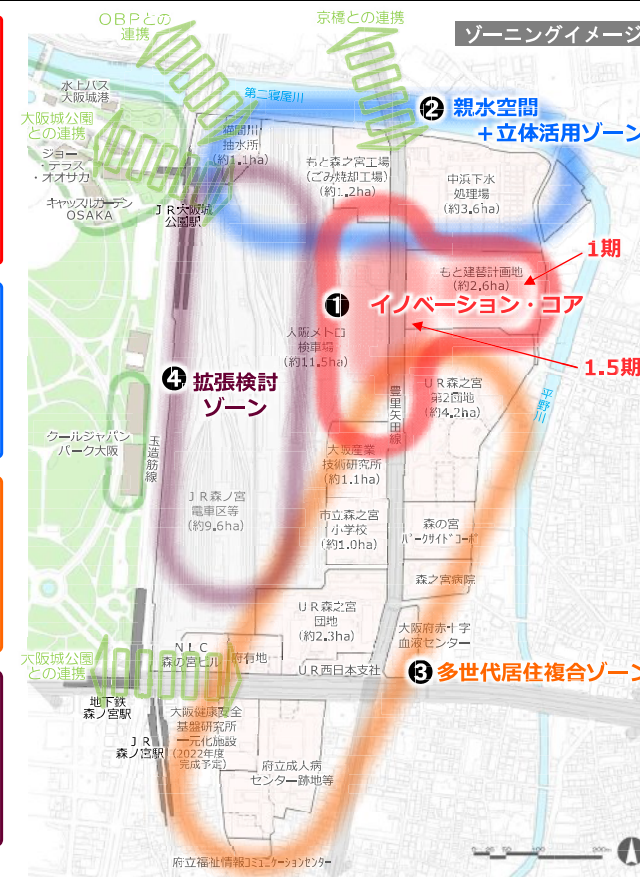 ゾーニングイメージ
OBPとの
連携
京橋との連携
水上バス
大阪城港
第二寝屋川
❷ 親水空間
＋立体活用ゾーン
大阪城公園
との連携
猫間川
抽水所
(約1.1ha)
もと森之宮工場
(ごみ焼却工場)
(約1.2ha)
中浜下水
処理場
(約3.6ha)
ジョー
・テラス
・オオサカ
キャッスルガーデン
OSAKA
JR大阪城
公園駅
1期
もと建替計画地
(約2.6ha)
❶ イノベーション・コア
大阪メトロ
検車場
(約11.5ha)
1.5期
❹ 拡張検討
ゾーン
UR森之宮
第2団地
(約4.2ha)
豊里矢田線
平野川
クールジャパン
パーク大阪
玉造筋線
大阪産業
技術研究所
(約1.1ha)
JR森ノ宮
電車区等
(約9.6ha)
市立森之宮
小学校
(約1.0ha)
森の宮
パークサイドコーポ
森之宮病院
UR森之宮
団地
(約2.3ha)
大阪府赤十字
血液センター
NLC
森の宮ビル
府有地
UR西日本支社
大阪城公園
との連携
❸ 多世代居住複合ゾーン
地下鉄
森ノ宮駅
JR
森ノ宮駅
大阪健康安全
基盤研究所
一元化施設
(2022年度
完成予定)
府立成人病
センター跡地等
府立福祉情報コミュニケーションセンター